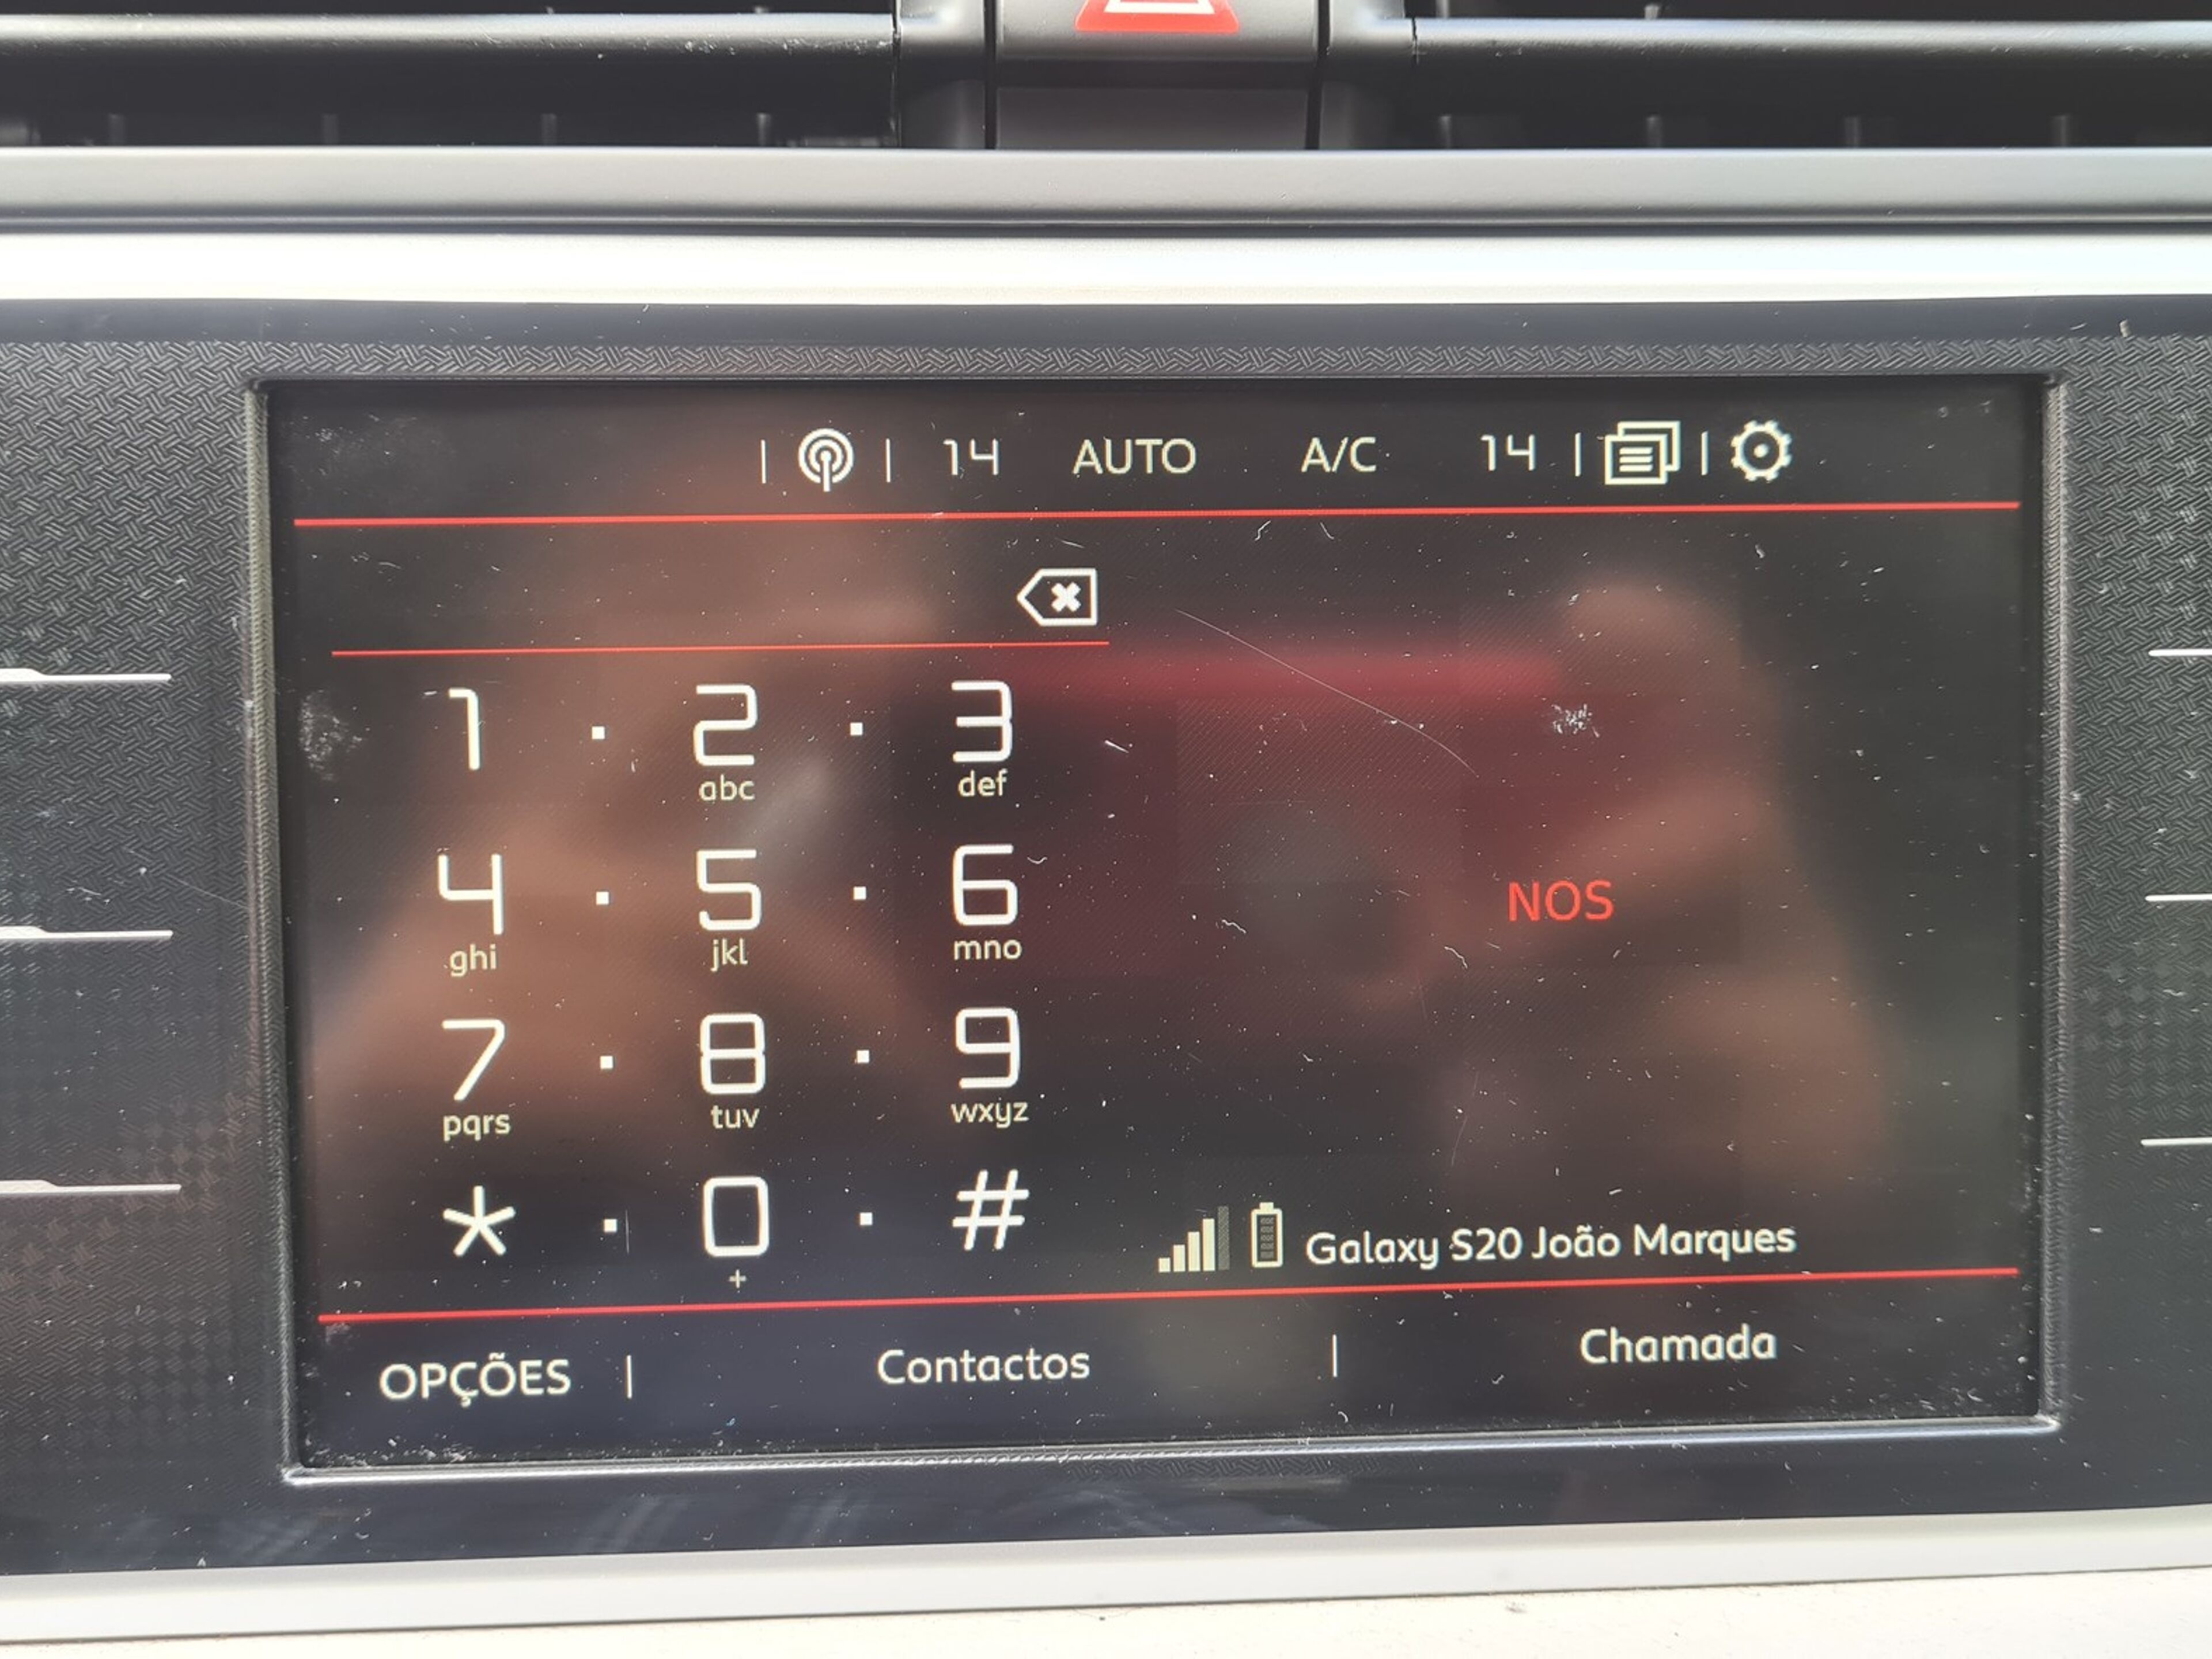 14 AUTO A/C 14
1 2 3
abc def
4 5 6
ghi jkl mno
NOS
7 8 9
pqrs tuv wxyz
* 0 #
+
Galaxy S20 João Marques
OPÇÕES | Contactos | Chamada